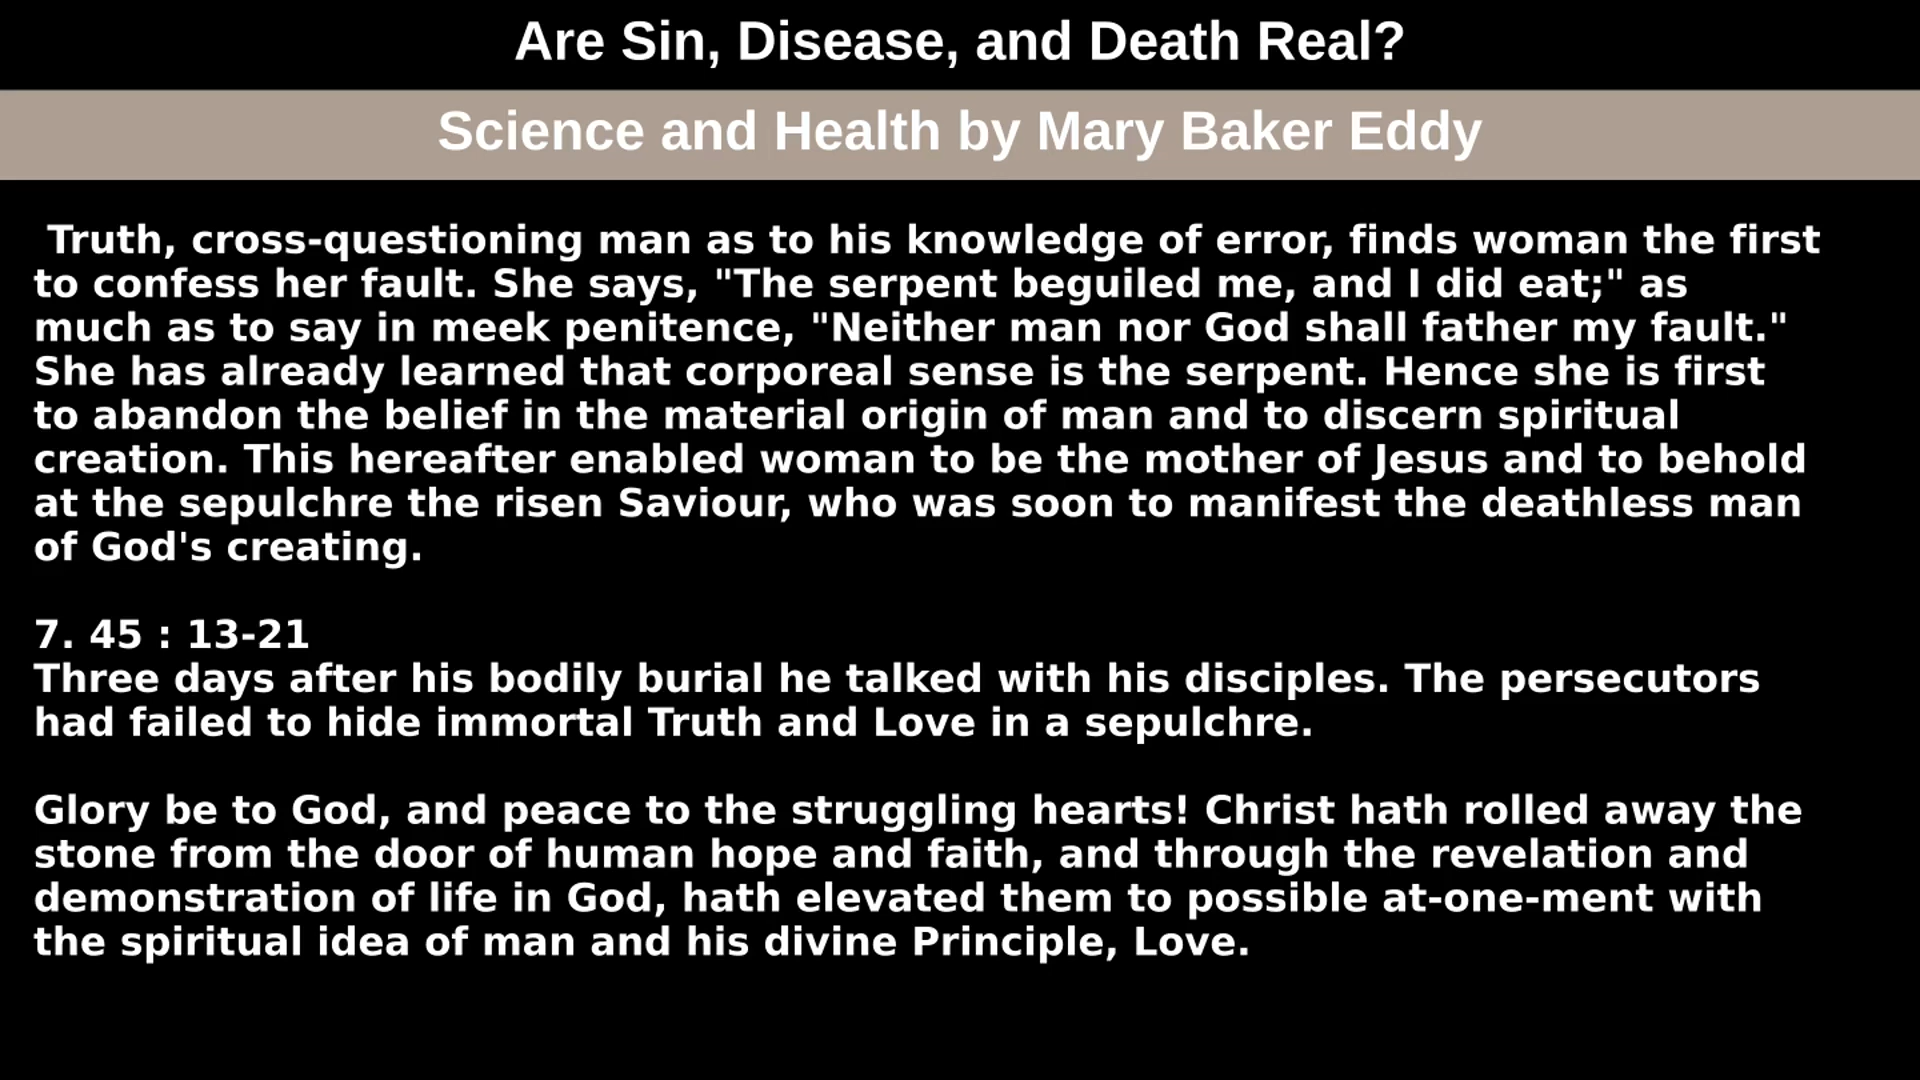 Are Sin, Disease, and Death Real?
Science and Health by Mary Baker Eddy
Truth, cross-questioning man as to his knowledge of error, finds woman the first
to confess her fault. She says, "The serpent beguiled me, and I did eat;" as
much as to say in meek penitence, "Neither man nor God shall father my fault."
She has already learned that corporeal sense is the serpent. Hence she is first
to abandon the belief in the material origin of man and to discern spiritual
creation. This hereafter enabled woman to be the mother of Jesus and to behold
at the sepulchre the risen Saviour, who was soon to manifest the deathless man
of God's creating.
7. 45 : 13-21
Three days after his bodily burial he talked with his disciples. The persecutors
had failed to hide immortal Truth and Love in a sepulchre.
Glory be to God, and peace to the struggling hearts! Christ hath rolled away the
stone from the door of human hope and faith, and through the revelation and
demonstration of life in God, hath elevated them to possible at-one-ment with
the spiritual idea of man and his divine Principle, Love.